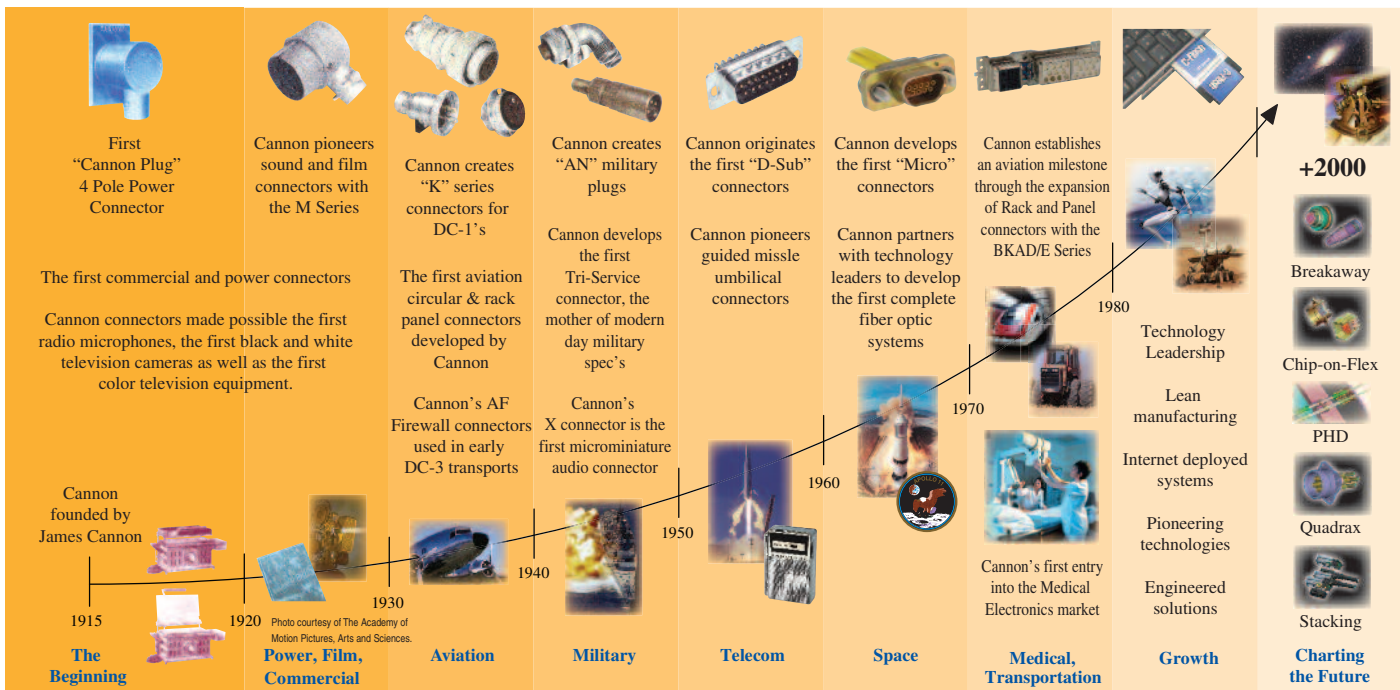 First
“Cannon Plug”
4 Pole Power
Connector
Cannon pioneers
sound and film
connectors with
the M Series
The first commercial and power connectors
Cannon connectors made possible the first
radio microphones, the first black and white
television cameras as well as the first
color television equipment.
Cannon
founded by
James Cannon
1915
1920
Photo courtesy of The Academy of
Motion Pictures, Arts and Sciences.
The
Beginning
Power, Film,
Commercial
Cannon creates
“K” series
connectors for
DC-1’s
The first aviation
circular & rack
panel connectors
developed by
Cannon
Cannon’s AF
Firewall connectors
used in early
DC-3 transports
1930
Aviation
Cannon creates
“AN” military
plugs
Cannon develops
the first
Tri-Service
connector, the
mother of modern
day military
spec’s
Cannon’s
X connector is the
first microminiature
audio connector
1940
Military
Cannon originates
the first “D-Sub”
connectors
Cannon pioneers
guided missle
umbilical
connectors
1950
Telecom
Cannon develops
the first “Micro”
connectors
Cannon partners
with technology
leaders to develop
the first complete
fiber optic
systems
1960
APOLLO 11
Space
Cannon establishes
an aviation milestone
through the expansion
of Rack and Panel
connectors with the
BKAD/E Series
1970
Cannon’s first entry
into the Medical
Electronics market
Medical,
Transportation
1980
Technology
Leadership
Lean
manufacturing
Internet deployed
systems
Pioneering
technologies
Engineered
solutions
Growth
+2000
Breakaway
Chip-on-Flex
PHD
Quadrax
Stacking
Charting
the Future